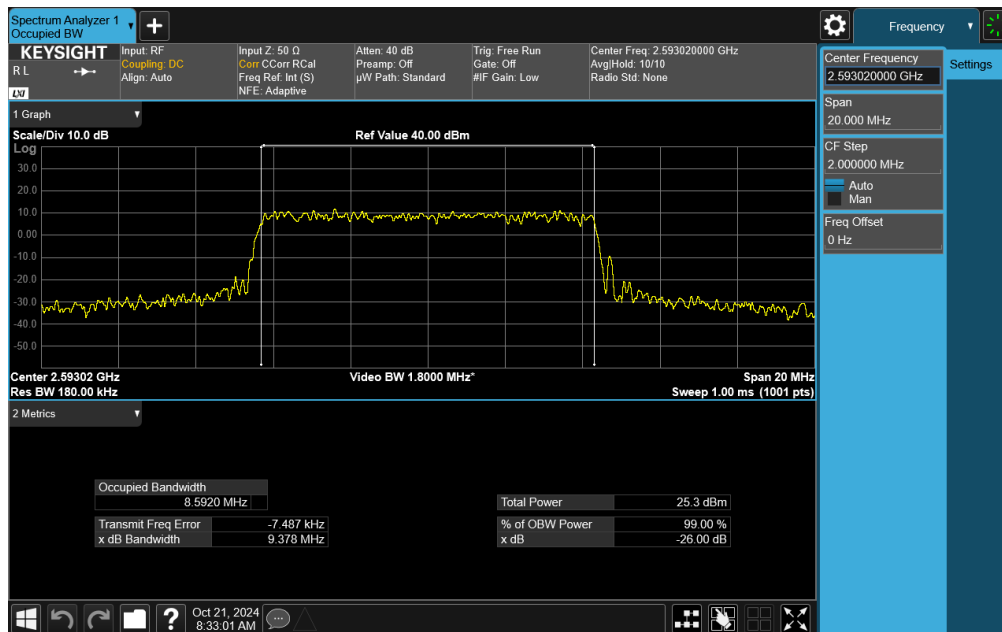 Spectrum Analyzer 1
Occupied BW
Frequency
KEYSIGHT
R L
LXI
Input: RF
Coupling: DC
Align: Auto
Input Z: 50 Ω
Corr CCorr RCal
Freq Ref: Int (S)
NFE: Adaptive
Atten: 40 dB
Preamp: Off
µW Path: Standard
Trig: Free Run
Gate: Off
#IF Gain: Low
Center Freq: 2.593020000 GHz
Avg|Hold: 10/10
Radio Std: None
Center Frequency
2.593020000 GHz
Settings
Span
20.000 MHz
CF Step
2.000000 MHz
Auto
Man
Freq Offset
0 Hz
1 Graph
Scale/Div 10.0 dB
Ref Value 40.00 dBm
Log
30.0
20.0
10.0
0.00
-10.0
-20.0
-30.0
-40.0
-50.0
Center 2.59302 GHz
Video BW 1.8000 MHz*
Span 20 MHz
Res BW 180.00 kHz
Sweep 1.00 ms (1001 pts)
2 Metrics
Occupied Bandwidth
8.5920 MHz
Total Power 25.3 dBm
Transmit Freq Error -7.487 kHz
% of OBW Power 99.00 %
x dB Bandwidth 9.378 MHz
x dB -26.00 dB
?
Oct 21, 2024
8:33:01 AM